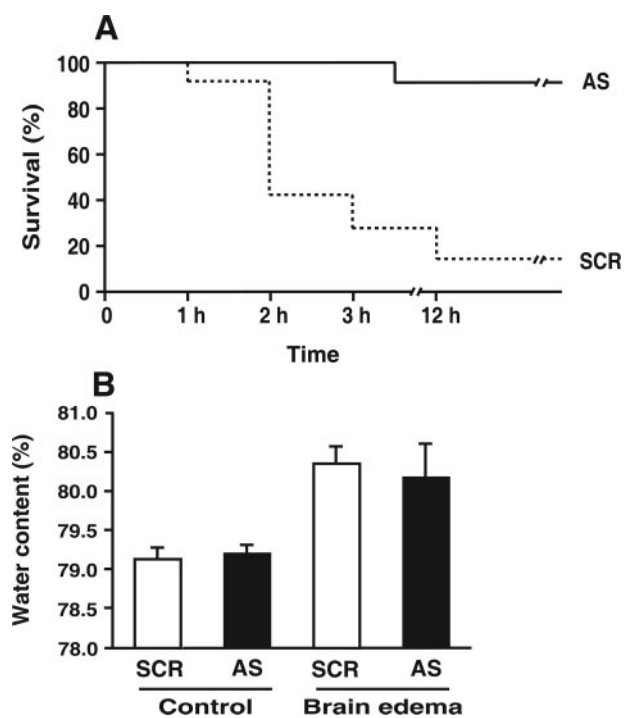 A
Survival (%)
100
80
60
40
20
0
AS
SCR
0 1 h 2 h 3 h 12 h
Time
B
Water content (%)
81.0
80.5
80.0
79.5
79.0
78.5
78.0
SCR AS SCR AS
Control Brain edema